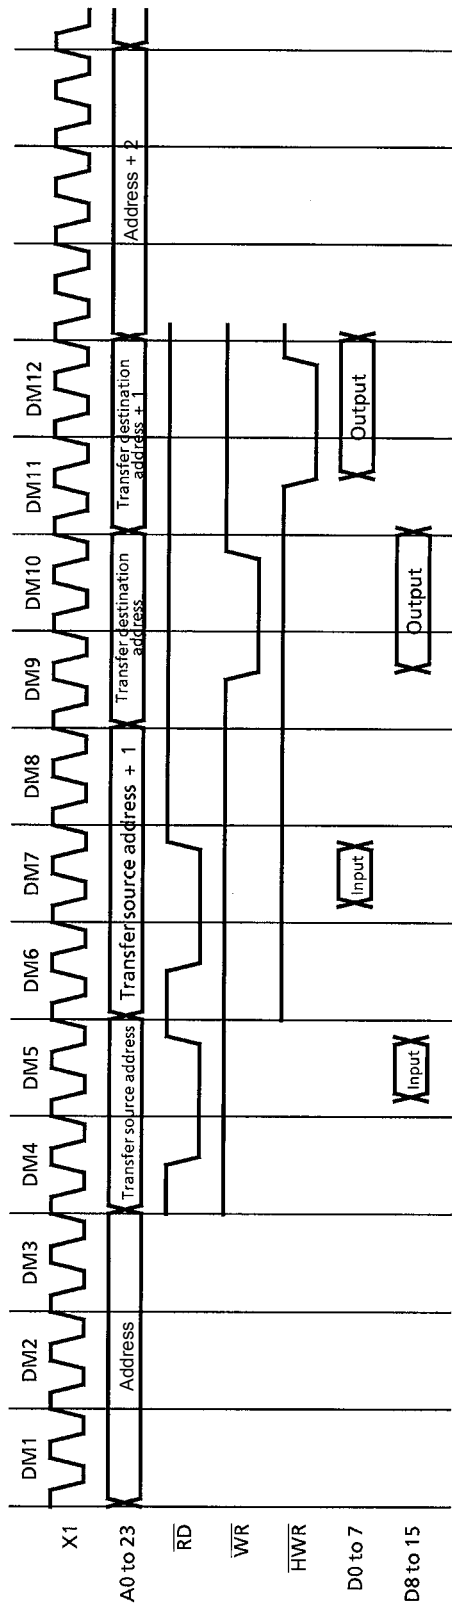 DM1 DM2 DM3 DM4 DM5 DM6 DM7 DM8 DM9 DM10 DM11 DM12
X1
A0 to 23
Address
Transfer source address
Transfer source address + 1
Transfer destination
address
Transfer destination
address + 1
Address + 2
RD
WR
HWR
D0 to 7
Input
Output
D8 to 15
Input
Output